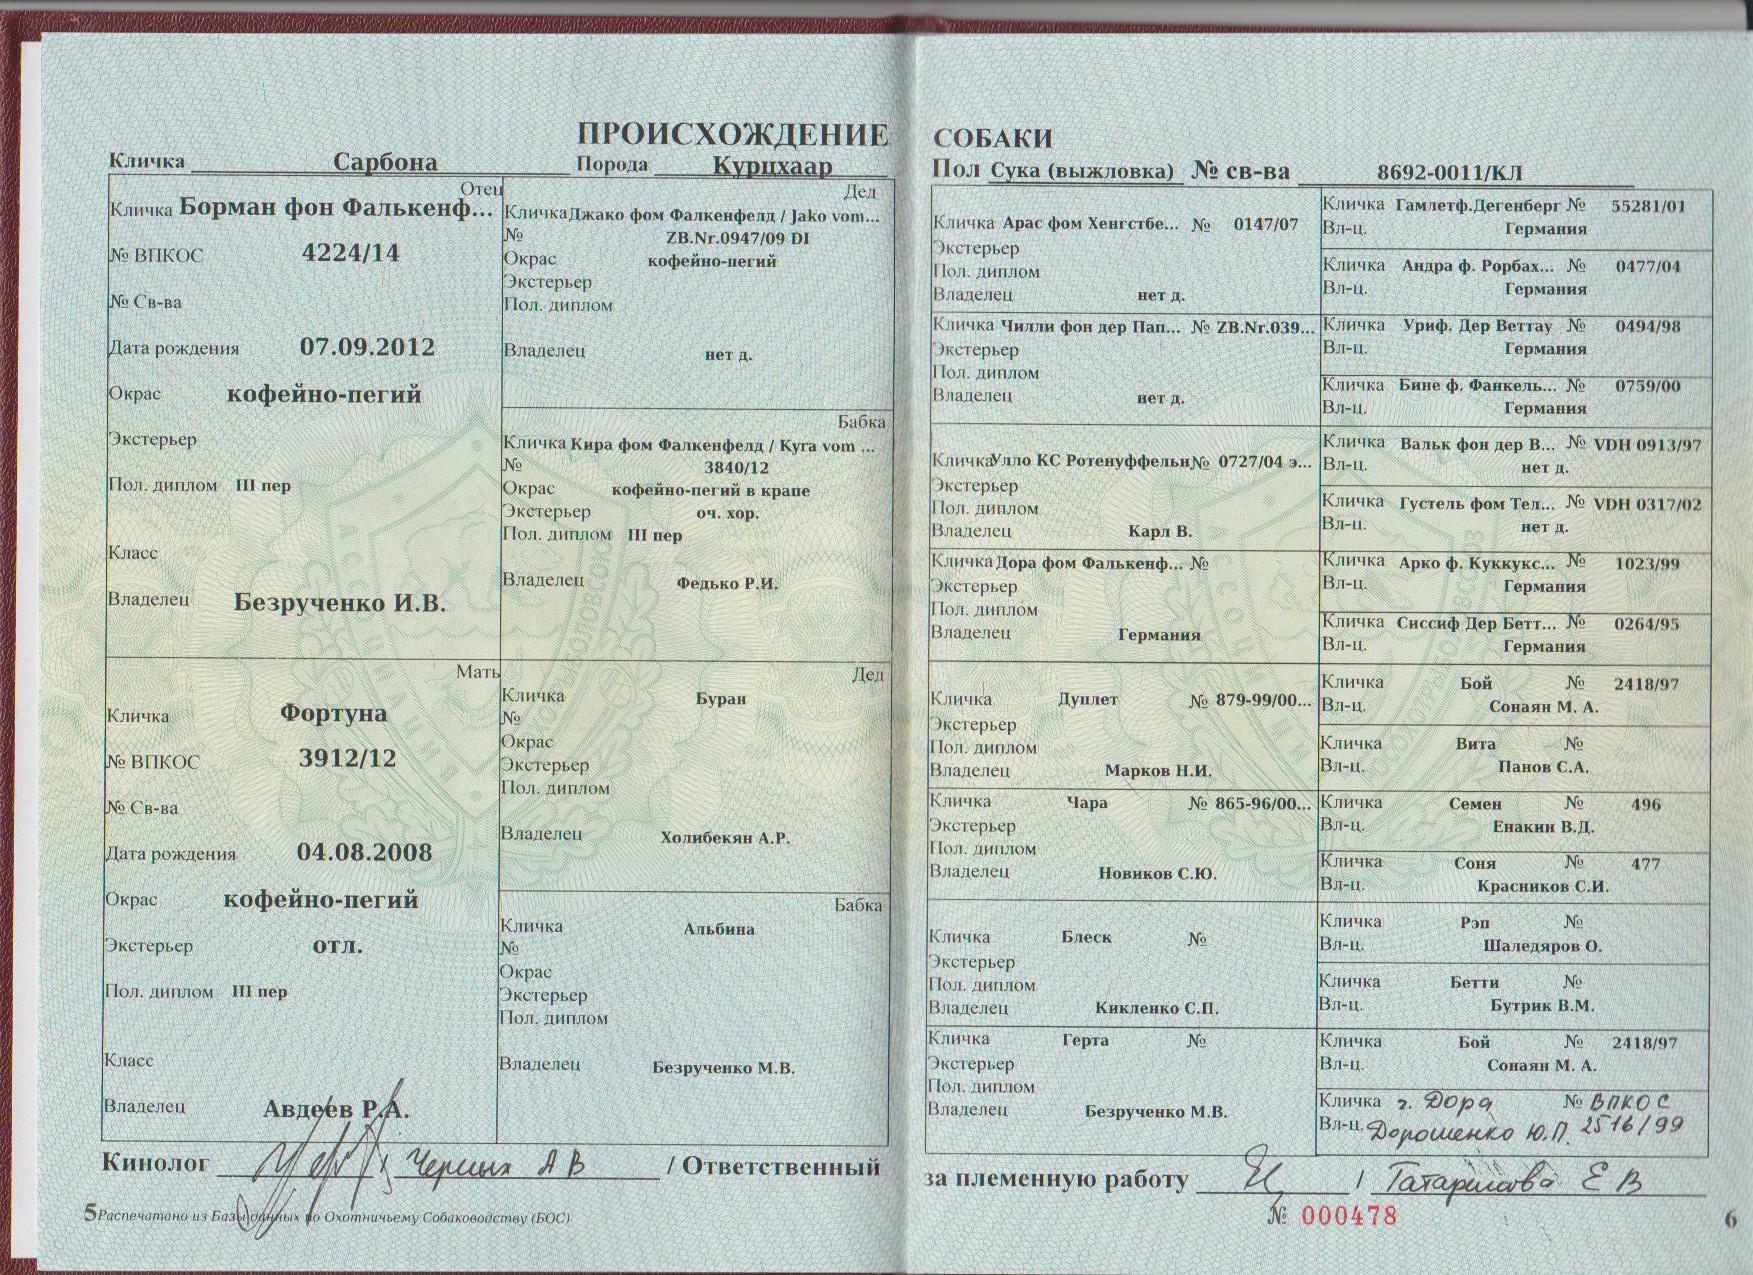 ПРОИСХОЖДЕНИЕ
Кличка Сарбона Порода Курцхаар
Отец
Кличка Борман фон Фалькенф...
№ ВПКОС 4224/14
№ Св-ва
Дата рождения 07.09.2012
Окрас кофейно-пегий
Экстерьер
Пол. диплом III пер
Класс
Владелец Безрученко И.В.
Дед
Кличка Джако фом Фалкенфелд / Jako vom...
№ ZB.Nr.0947/09 DI
Окрас кофейно-пегий
Экстерьер
Пол. диплом
Владелец нет д.
Бабка
Кличка Кира фом Фалкенфелд / Kyra vom ...
№ 3840/12
Окрас кофейно-пегий в крапе
Экстерьер оч. хор.
Пол. диплом III пер
Владелец Федько Р.И.
Мать
Кличка Фортуна
№ ВПКОС 3912/12
№ Св-ва
Дата рождения 04.08.2008
Окрас кофейно-пегий
Экстерьер отл.
Пол. диплом III пер
Класс
Владелец Авдеев Р.А.
Дед
Кличка Буран
№
Окрас
Экстерьер
Пол. диплом
Владелец Холибекян А.Р.
Бабка
Кличка Альбина
№
Окрас
Экстерьер
Пол. диплом
Владелец Безрученко М.В.
Кинолог Черных А В / Ответственный
5 Распечатано из Базы данных по Охотничьему Собаководству (БОС)
СОБАКИ
Пол Сука (выжловка) № св-ва 8692-0011/КЛ
Кличка Арас фом Хенгстбе... № 0147/07
Экстерьер
Пол. диплом
Владелец нет д.
Кличка Чилли фон дер Пап... № ZB.Nr.039...
Экстерьер
Пол. диплом
Владелец нет д.
Кличка Улло КС Ротенуффельн № 0727/04 э...
Экстерьер
Пол. диплом
Владелец Карл В.
Кличка Дора фом Фалькенф... №
Экстерьер
Пол. диплом
Владелец Германия
Кличка Дуплет № 879-99/00...
Экстерьер
Пол. диплом
Владелец Марков Н.И.
Кличка Чара № 865-96/00...
Экстерьер
Пол. диплом
Владелец Новиков С.Ю.
Кличка Блеск №
Экстерьер
Пол. диплом
Владелец Кикленко С.П.
Кличка Герта №
Экстерьер
Пол. диплом
Владелец Безрученко М.В.
Кличка Гамлетф.Дегенберг № 55281/01
Вл-ц. Германия
Кличка Андра ф. Рорбах... № 0477/04
Вл-ц. Германия
Кличка Уриф. Дер Веттау № 0494/98
Вл-ц. Германия
Кличка Бине ф. Фанкель... № 0759/00
Вл-ц. Германия
Кличка Вальк фон дер В... № VDH 0913/97
Вл-ц. нет д.
Кличка Густель фом Тел... № VDH 0317/02
Вл-ц. нет д.
Кличка Арко ф. Куккукс... № 1023/99
Вл-ц. Германия
Кличка Сиссиф Дер Бетт... № 0264/95
Вл-ц. Германия
Кличка Бой № 2418/97
Вл-ц. Сонаян М. А.
Кличка Вита №
Вл-ц. Панов С.А.
Кличка Семен № 496
Вл-ц. Енакин В.Д.
Кличка Соня № 477
Вл-ц. Красников С.И.
Кличка Рэп №
Вл-ц. Шаледяров О.
Кличка Бетти №
Вл-ц. Бутрик В.М.
Кличка Бой № 2418/97
Вл-ц. Сонаян М. А.
Кличка г. Дора № ВПКОС
Вл-ц. Дорошенко Ю.П. 2516/99
за племенную работу / Татаринова Е В
№ 000478
6